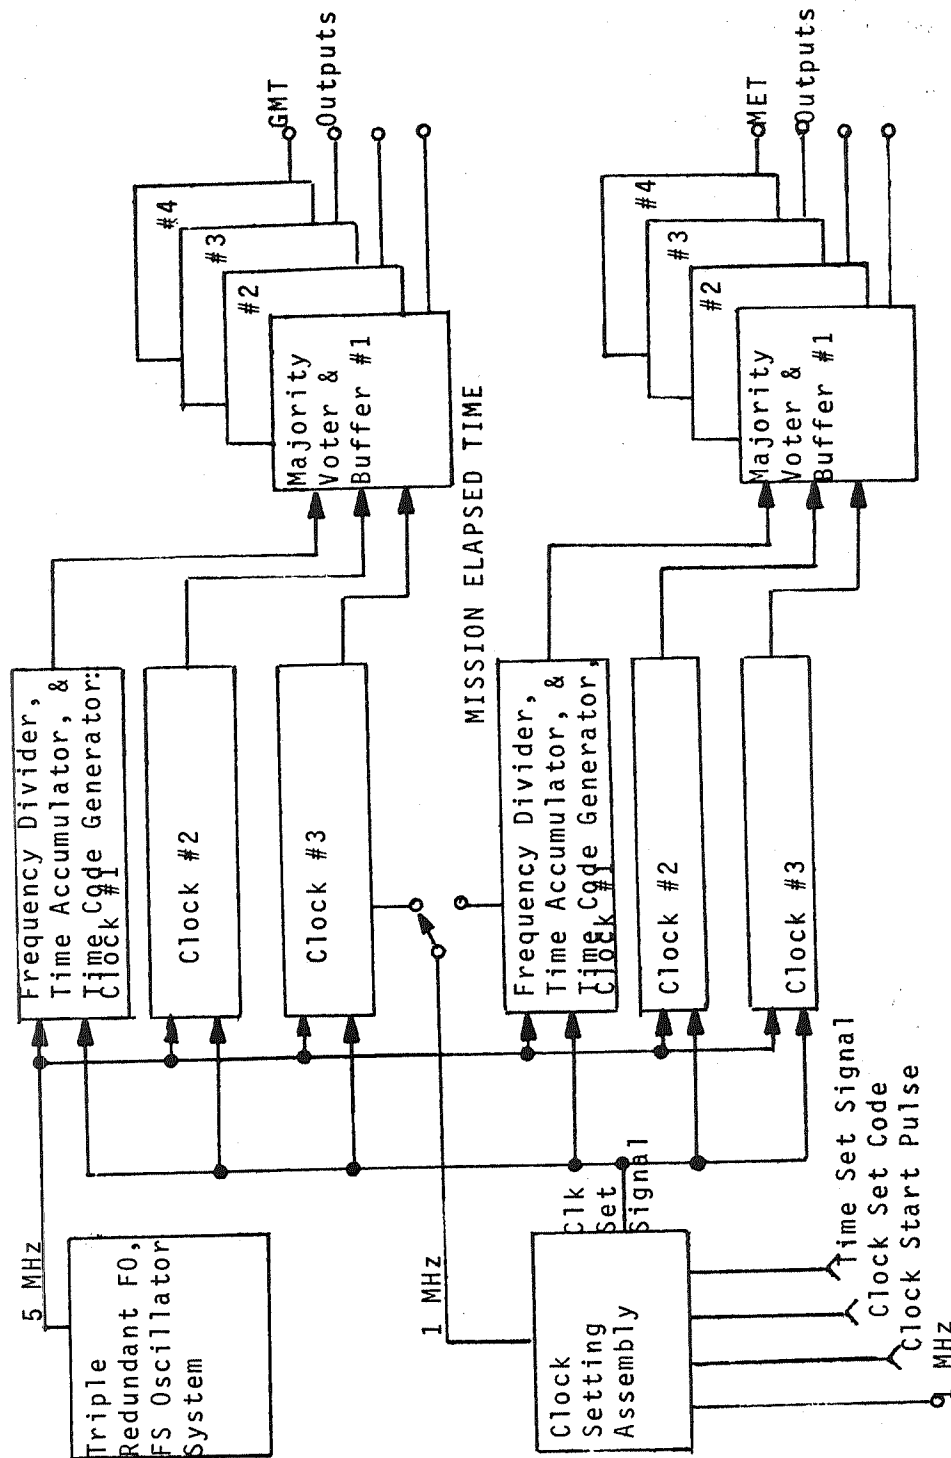 Triple
Redundant FO,
FS Oscillator
System
5 MHz
Frequency Divider,
Time Accumulator, &
Time Code Generator:
Clock #1
Clock #2
Clock #3
#4
#3
#2
Majority
Voter &
Buffer #1
GMT
Outputs
MISSION ELAPSED TIME
1 MHz
Clock
Setting
Assembly
Clk
Set
Signal
Frequency Divider,
Time Accumulator, &
Time Code Generator,
Clock #1
Clock #2
Clock #3
#4
#3
#2
Majority
Voter &
Buffer #1
MET
Outputs
Time Set Signal
Clock Set Code
Clock Start Pulse
1 MHz